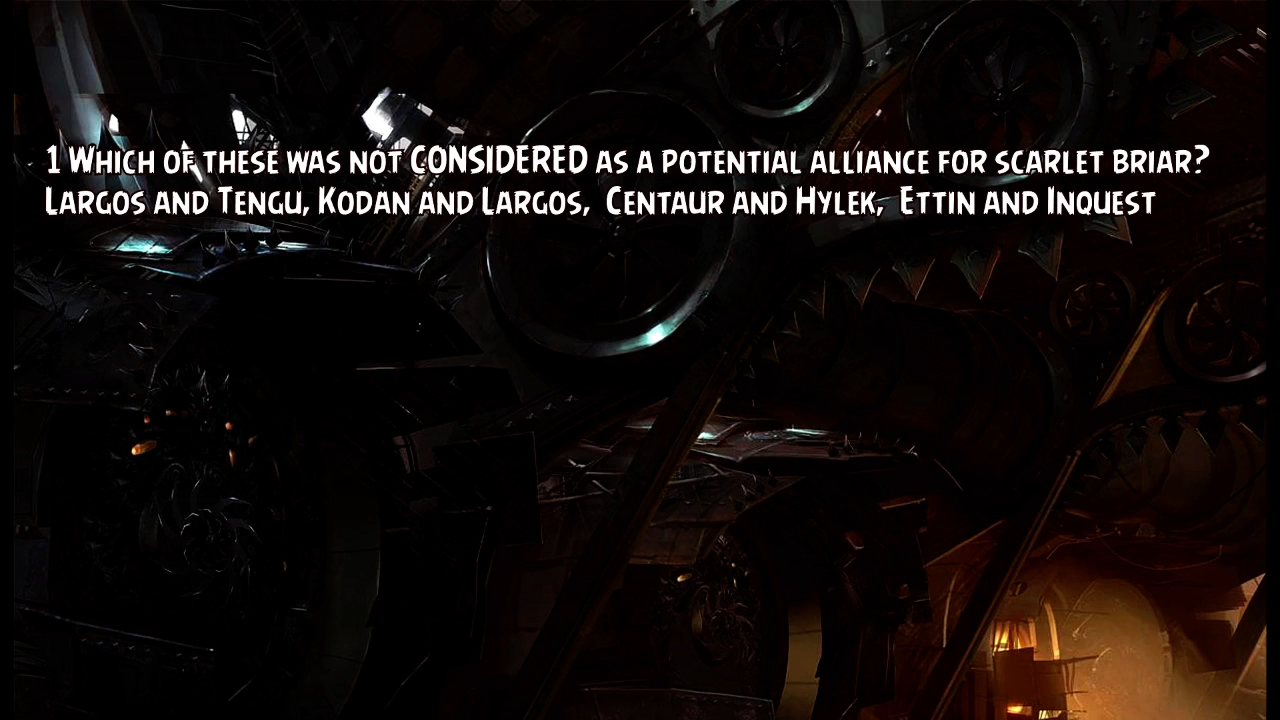 1 Which of these was not CONSIDERED as a potential alliance for scarlet briar?
Largos and Tengu, Kodan and Largos, Centaur and Hylek, Ettin and Inquest